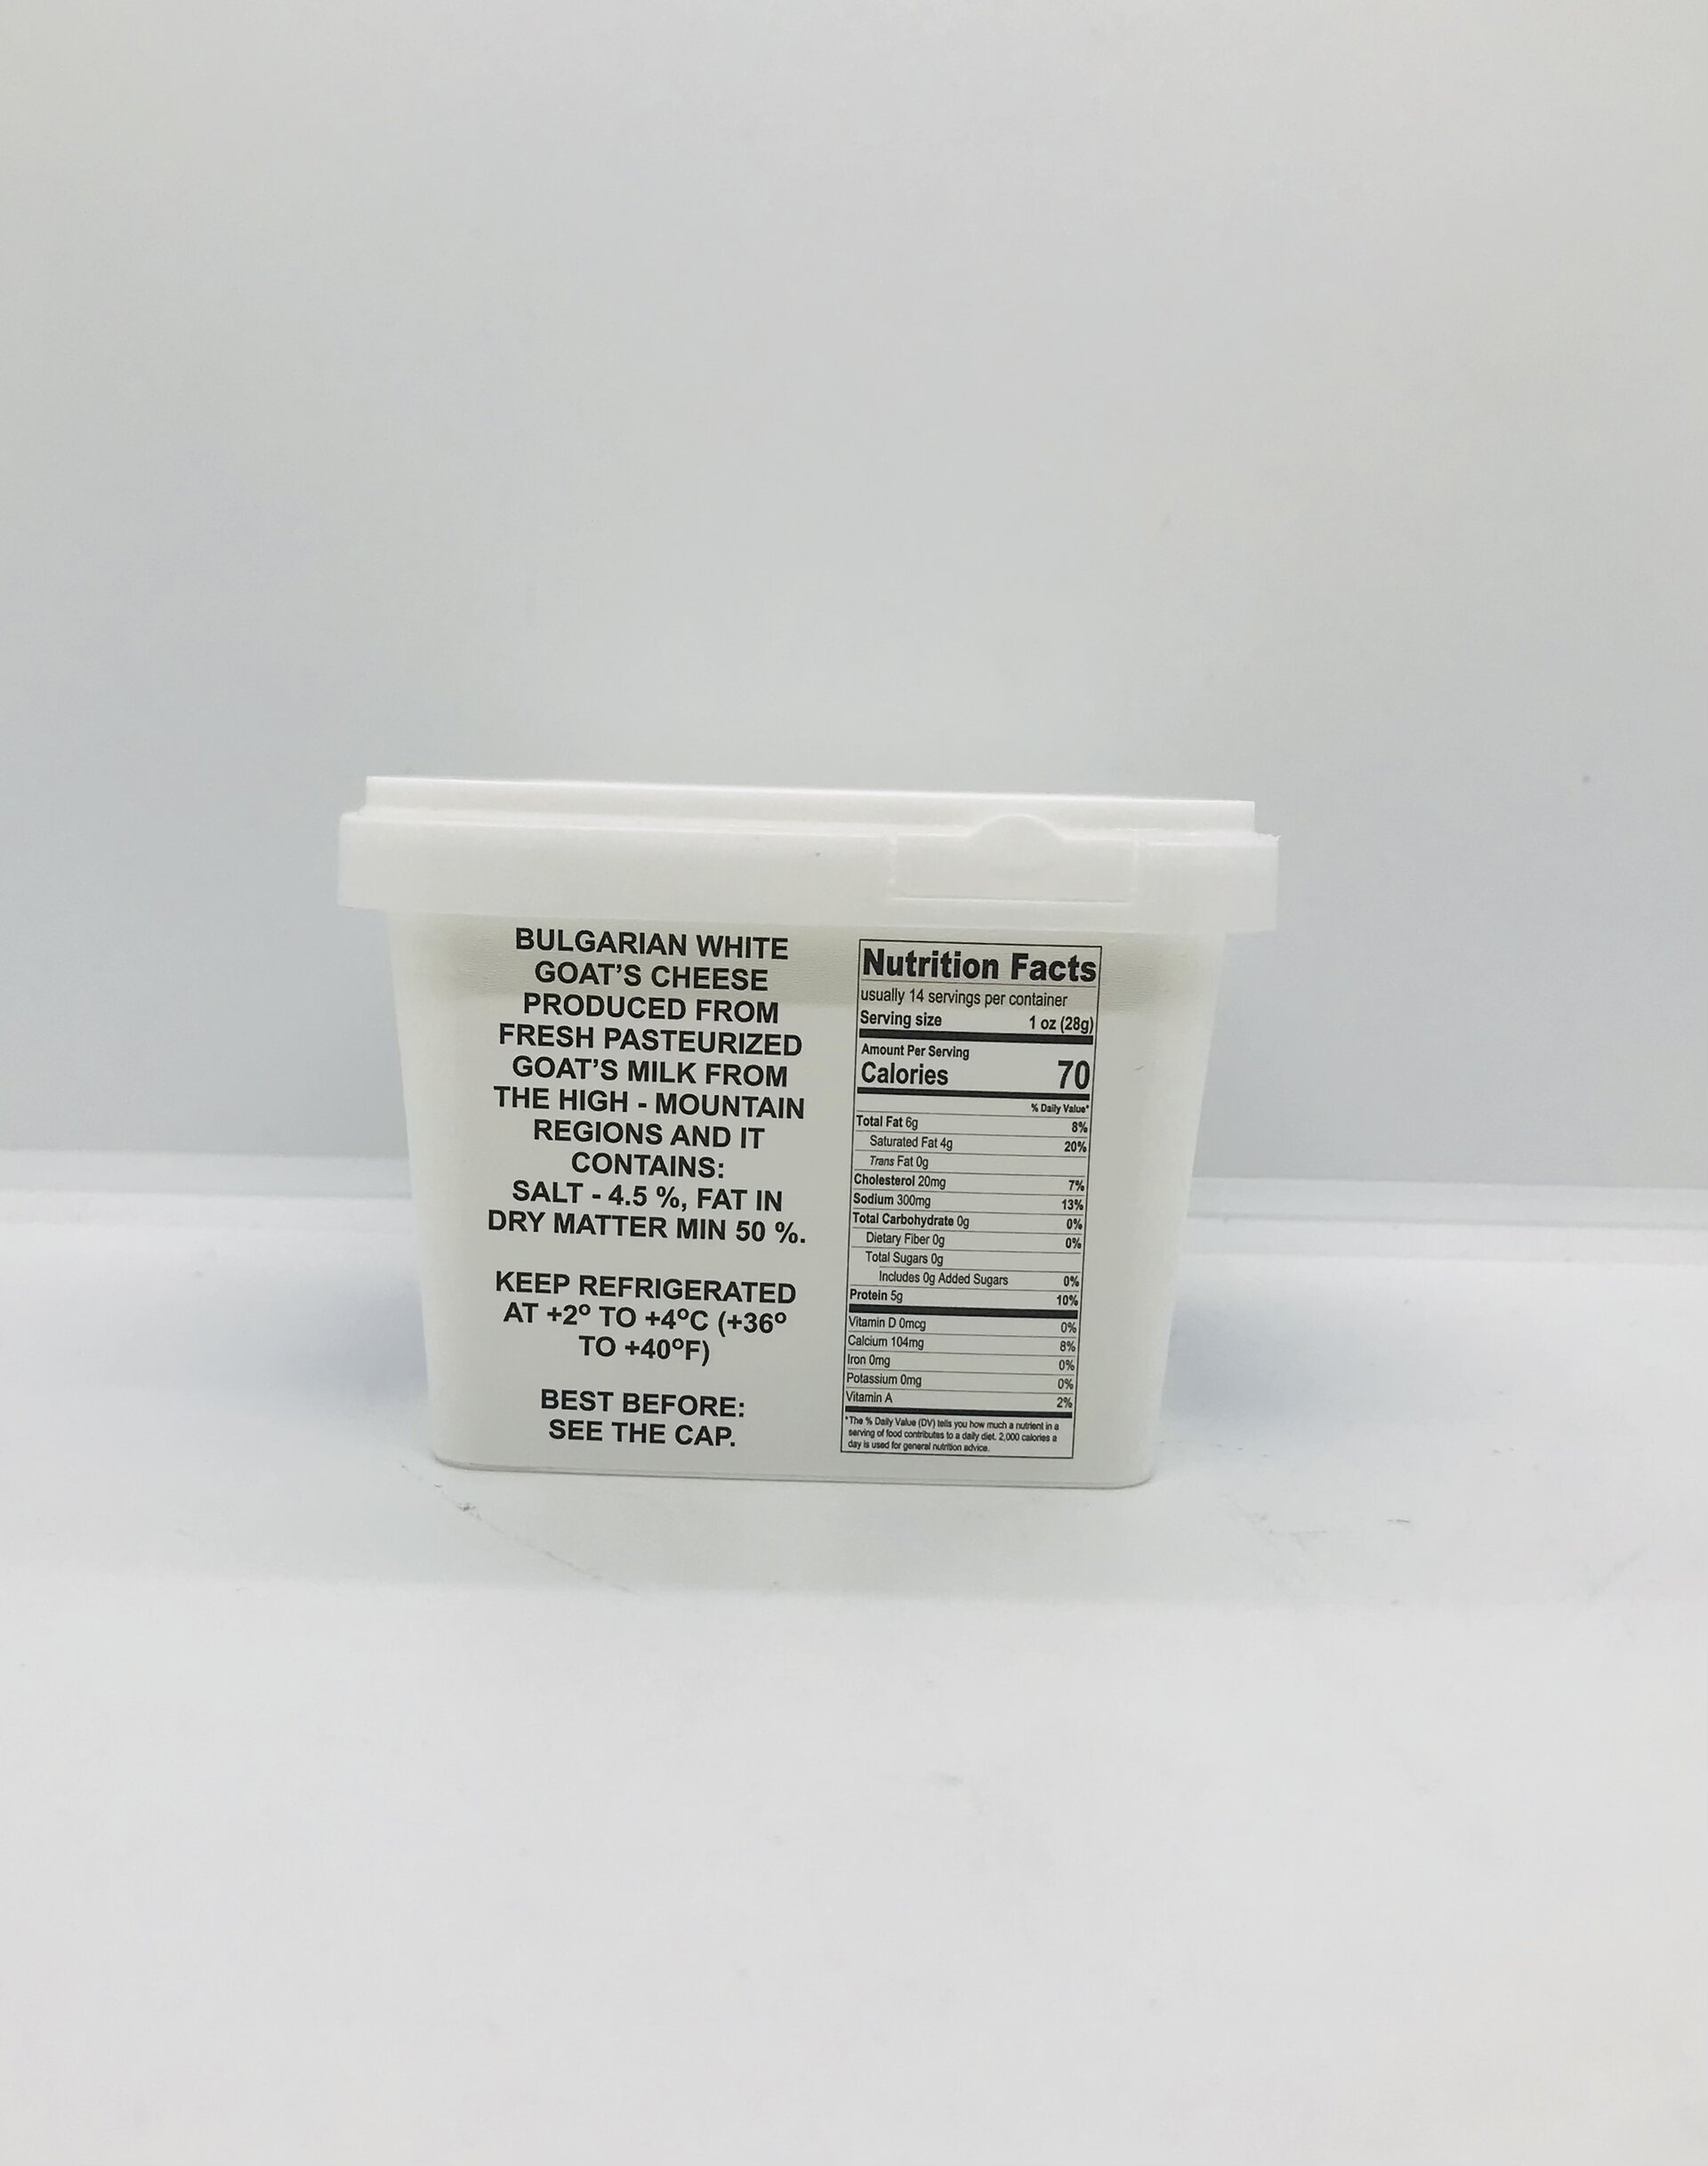 BULGARIAN WHITE
GOAT'S CHEESE
PRODUCED FROM
FRESH PASTEURIZED
GOAT'S MILK FROM
THE HIGH - MOUNTAIN
REGIONS AND IT
CONTAINS:
SALT - 4.5 %, FAT IN
DRY MATTER MIN 50 %.
KEEP REFRIGERATED
AT +2º TO +4ºC (+36º
TO +40ºF)
BEST BEFORE:
SEE THE CAP.
Nutrition Facts
usually 14 servings per container
Serving size 1 oz (28g)
Amount Per Serving
Calories 70
% Daily Value*
Total Fat 6g 8%
Saturated Fat 4g 20%
Trans Fat 0g
Cholesterol 20mg 7%
Sodium 300mg 13%
Total Carbohydrate 0g 0%
Dietary Fiber 0g 0%
Total Sugars 0g
Includes 0g Added Sugars 0%
Protein 5g 10%
Vitamin D 0mcg 0%
Calcium 104mg 8%
Iron 0mg 0%
Potassium 0mg 0%
Vitamin A 2%
*The % Daily Value (DV) tells you how much a nutrient in a
serving of food contributes to a daily diet. 2,000 calories a
day is used for general nutrition advice.